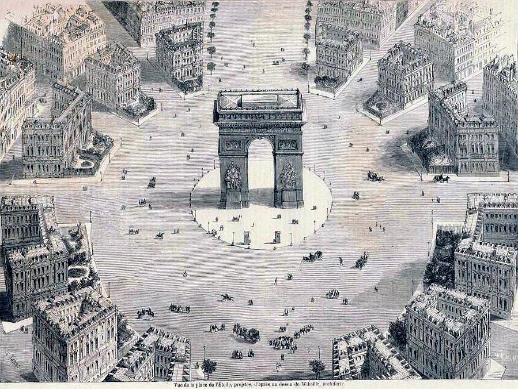 Vue de la place de l'Étoile, projetée, d'après un dessin de architecte.